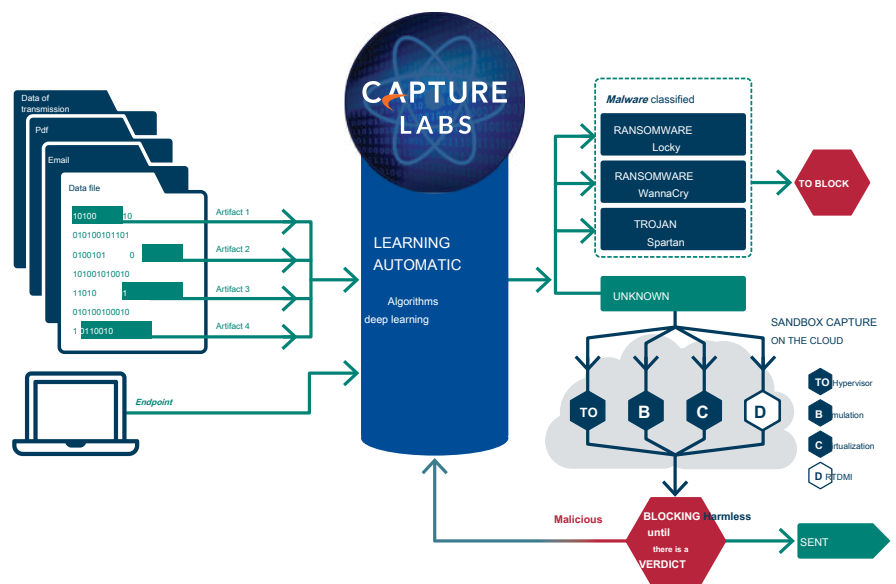 CAPTURE
LABS
Data of
transmission
Pdf
Email
Data file
10100 10
010100101101
0100101 0
101001010010
11010 1
010100100010
1 0110010
Artifact 1
Artifact 2
Artifact 3
Artifact 4
Endpoint
LEARNING
AUTOMATIC
Algorithms
deep learning
Malware classified
RANSOMWARE
Locky
RANSOMWARE
WannaCry
TROJAN
Spartan
TO BLOCK
UNKNOWN
SANDBOX CAPTURE
ON THE CLOUD
TO
B
C
D
TO Hypervisor
B mulation
C irtualization
D RTDMI
Malicious
BLOCKING
until
there is a
VERDICT
Harmless
SENT